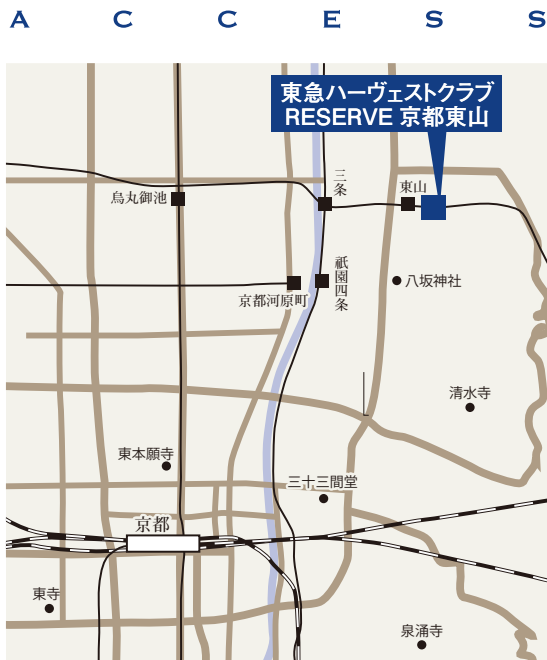 ACCESS
東急ハーヴェストクラブ
RESERVE 京都東山
三条
東山
烏丸御池
祇園四条
八坂神社
京都河原町
清水寺
東本願寺
三十三間堂
京都
東寺
泉涌寺